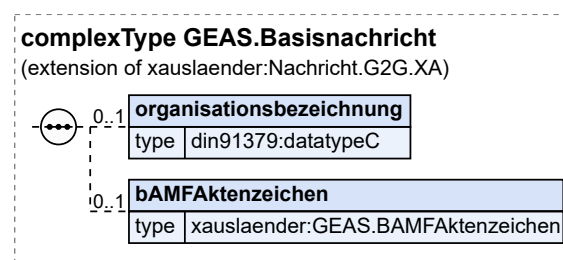 complexType GEAS.Basisnachricht
(extension of xauslaender:Nachricht.G2G.XA)
0..1 organisationsbezeichnung
type din91379:datatypeC
0..1 bAMFAktenzeichen
type xauslaender:GEAS.BAMFAktenzeichen